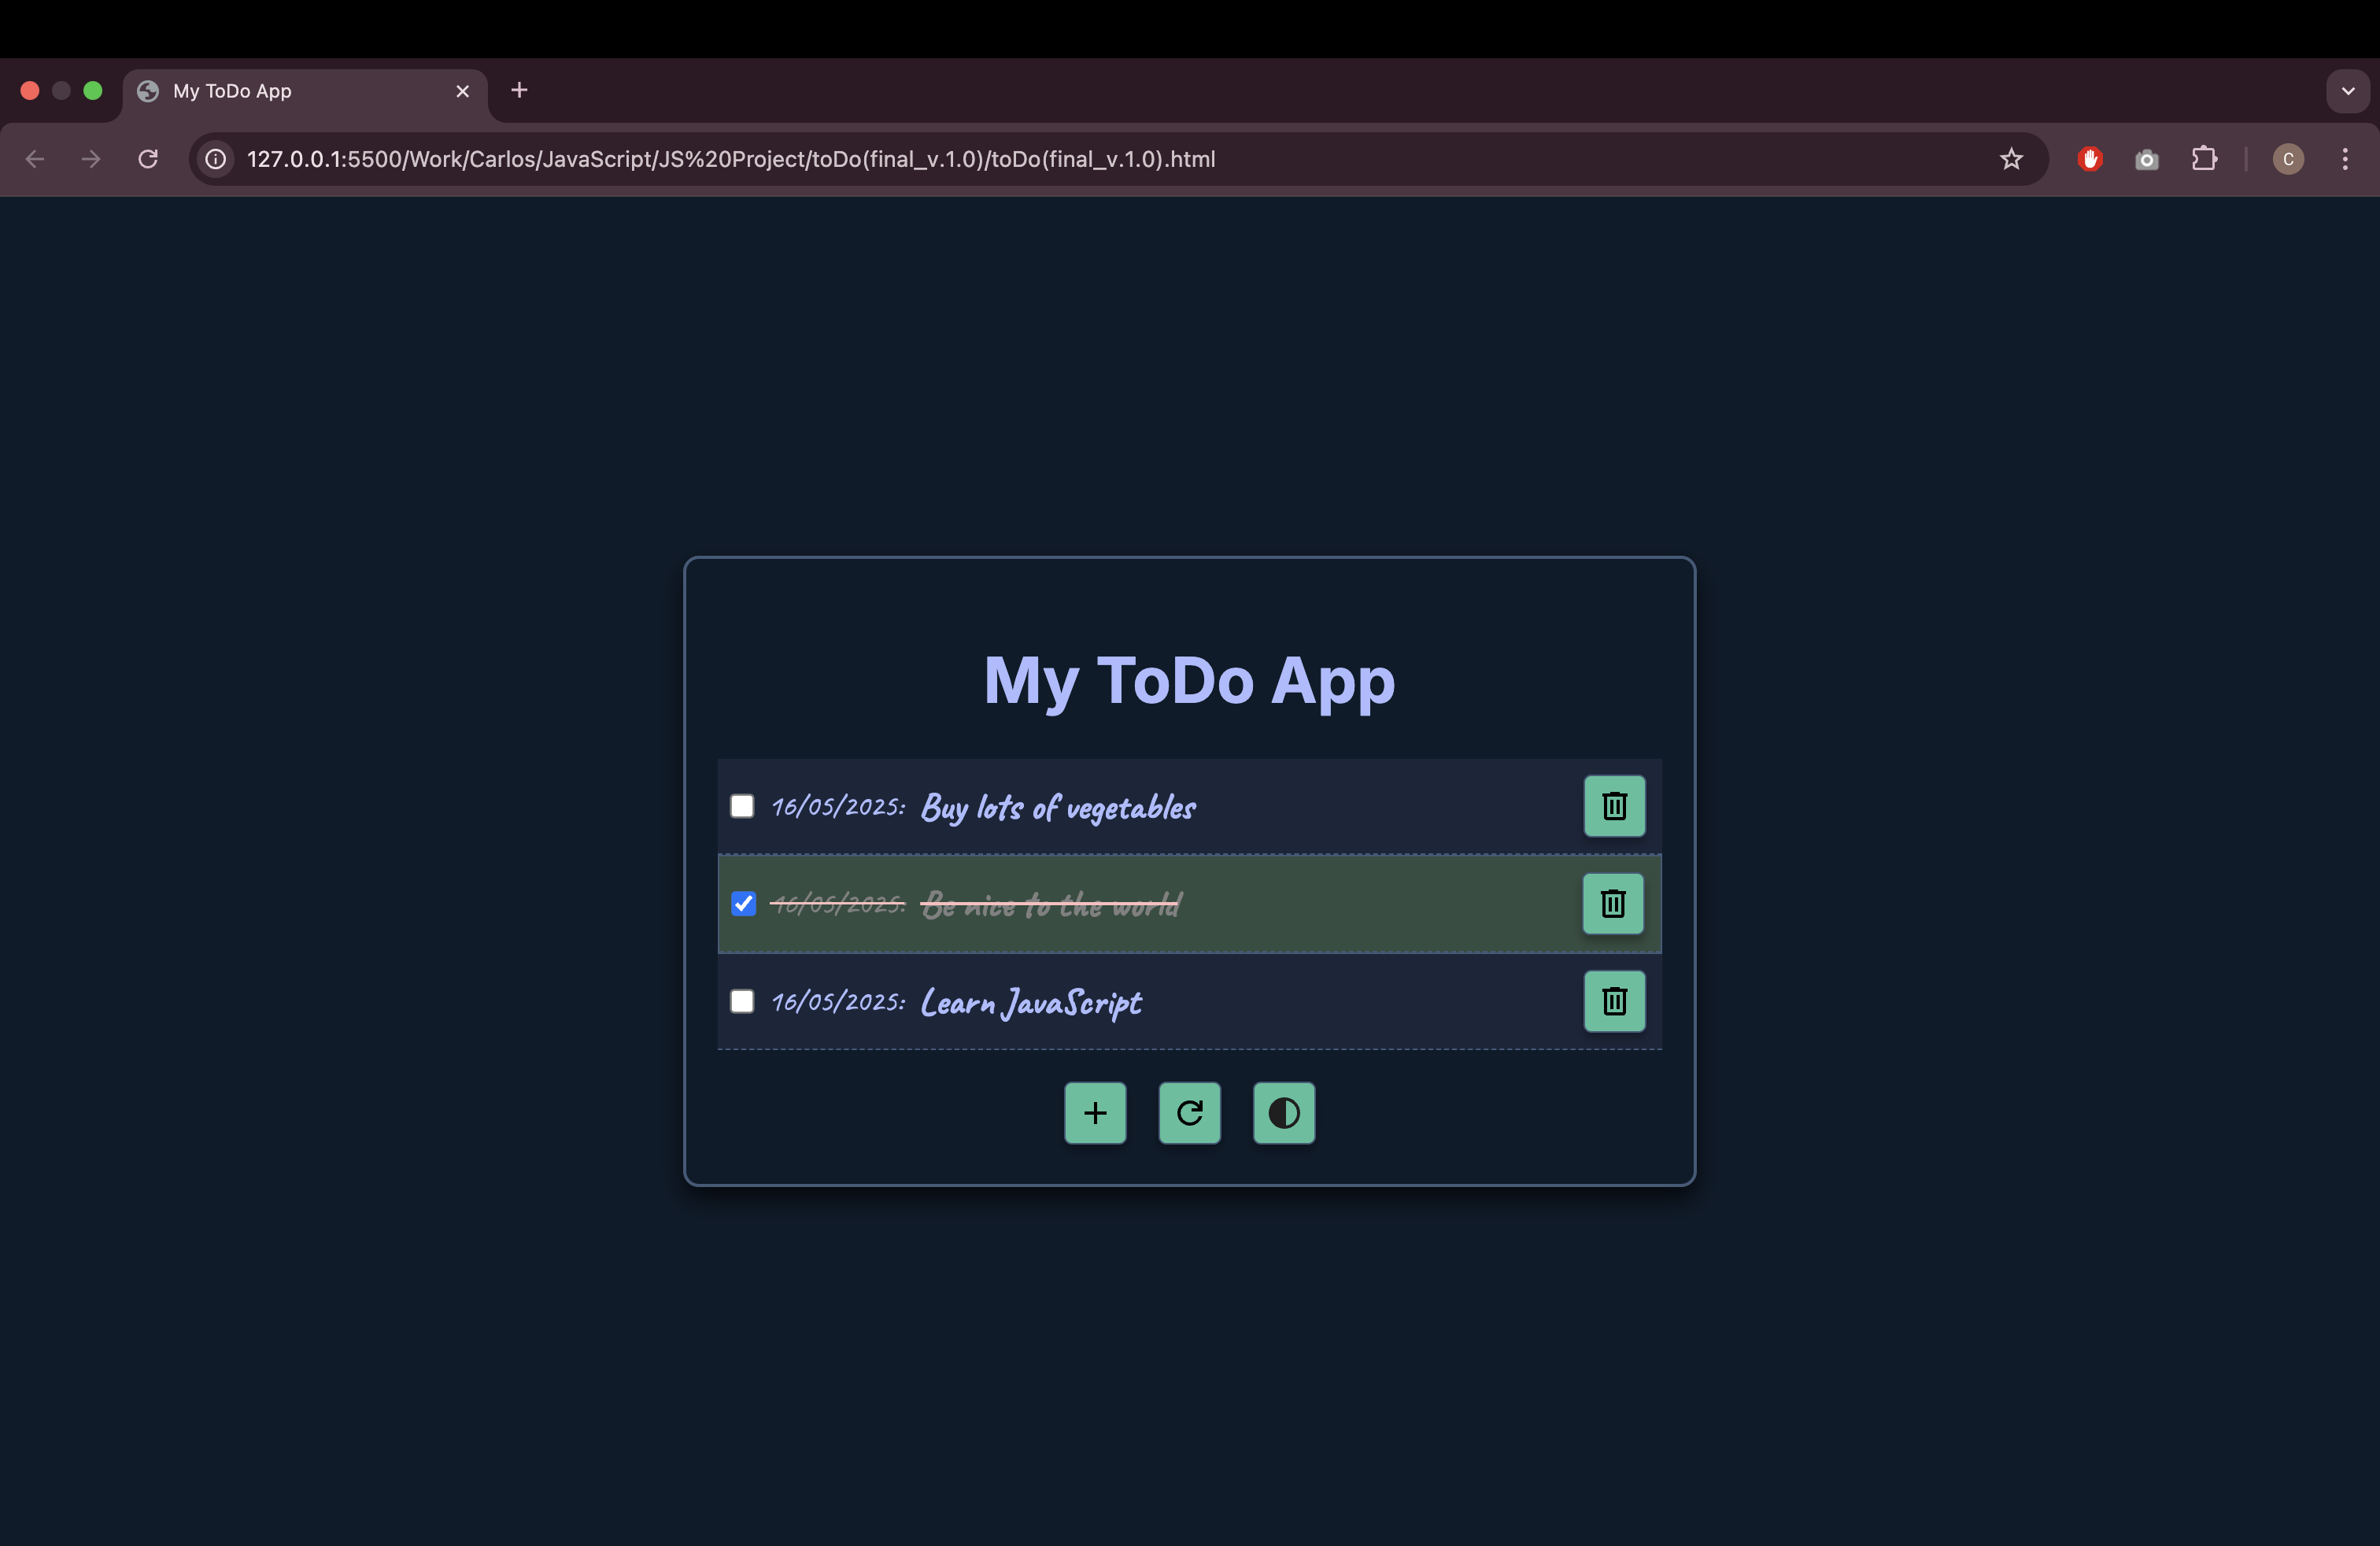 My ToDo App
127.0.0.1:5500/Work/Carlos/JavaScript/JS%20Project/toDo(final_v.1.0)/toDo(final_v.1.0).html
C
My ToDo App
16/05/2025: Buy lots of vegetables
16/05/2025: Be nice to the world
16/05/2025: Learn JavaScript